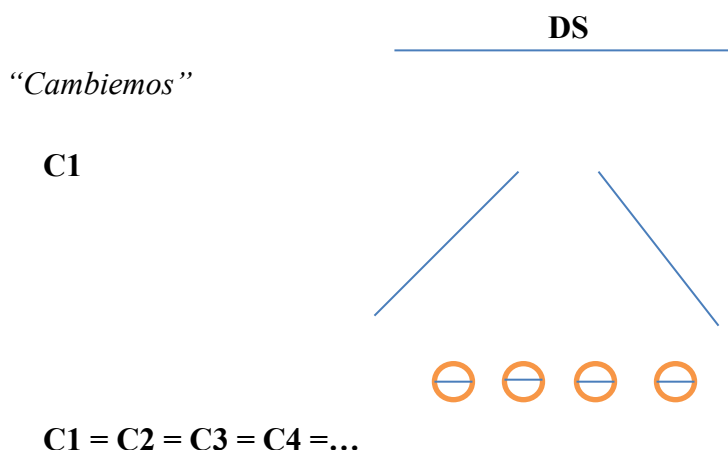 DS
“Cambiemos”
C1
C1 = C2 = C3 = C4 =…